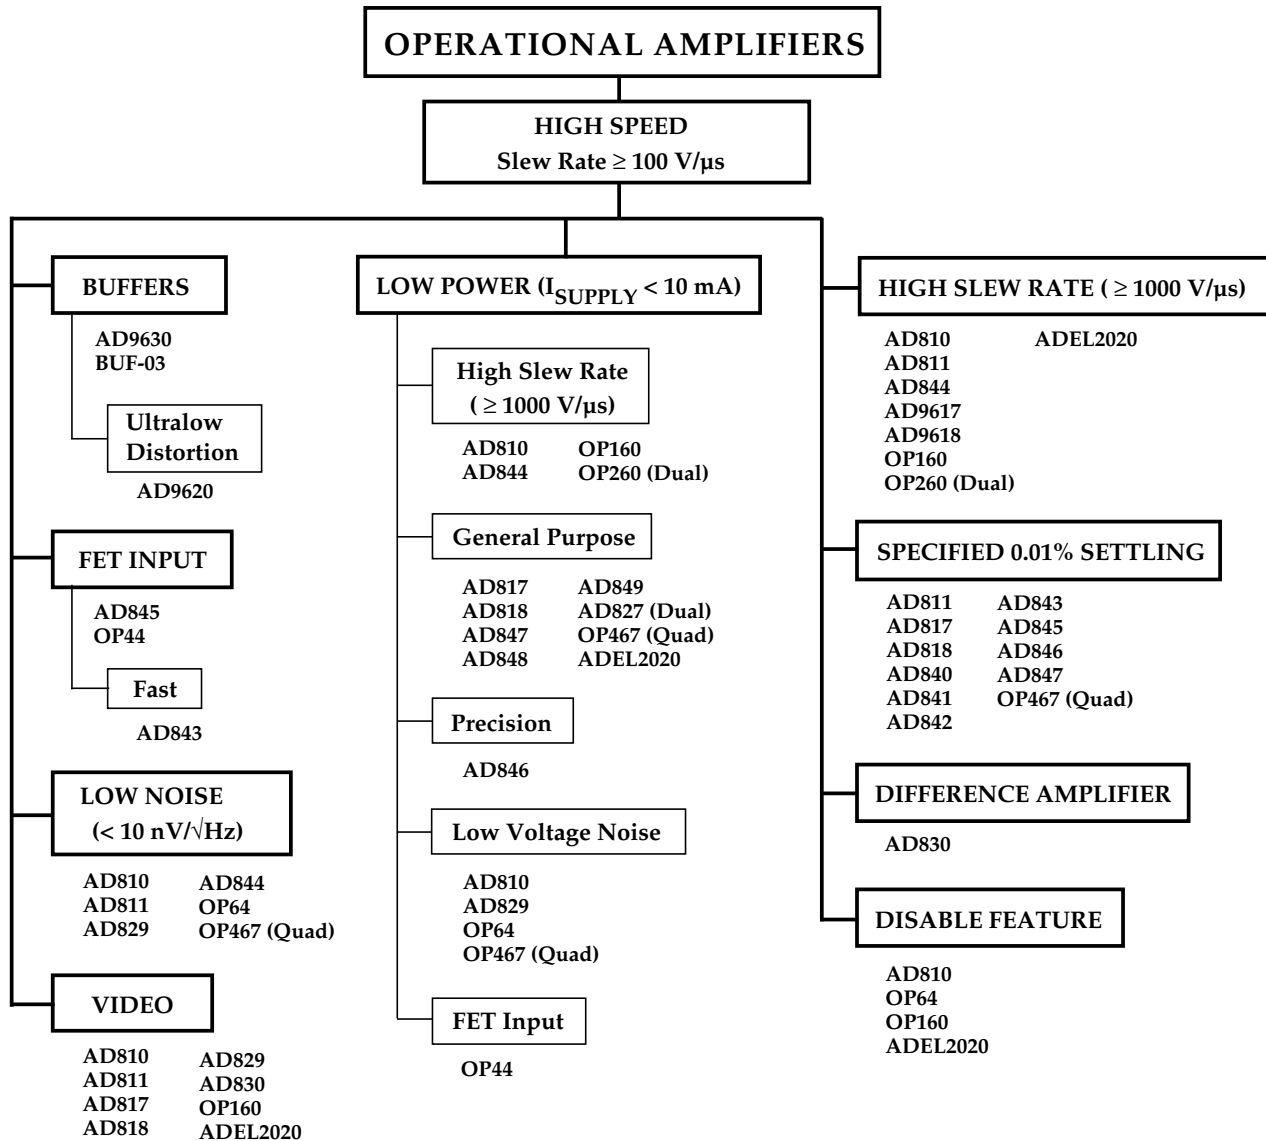 OPERATIONAL AMPLIFIERS
HIGH SPEED
Slew Rate ≥ 100 V/µs
BUFFERS
AD9630
BUF-03
Ultralow
Distortion
AD9620
FET INPUT
AD845
OP44
Fast
AD843
LOW NOISE
(< 10 nV/√Hz)
AD810 AD844
AD811 OP64
AD829 OP467 (Quad)
VIDEO
AD810 AD829
AD811 AD830
AD817 OP160
AD818 ADEL2020
LOW POWER (ISUPPLY < 10 mA)
High Slew Rate
( ≥ 1000 V/µs)
AD810 OP160
AD844 OP260 (Dual)
General Purpose
AD817 AD849
AD818 AD827 (Dual)
AD847 OP467 (Quad)
AD848 ADEL2020
Precision
AD846
Low Voltage Noise
AD810
AD829
OP64
OP467 (Quad)
FET Input
OP44
HIGH SLEW RATE ( ≥ 1000 V/µs)
AD810 ADEL2020
AD811
AD844
AD9617
AD9618
OP160
OP260 (Dual)
SPECIFIED 0.01% SETTLING
AD811 AD843
AD817 AD845
AD818 AD846
AD840 AD847
AD841 OP467 (Quad)
AD842
DIFFERENCE AMPLIFIER
AD830
DISABLE FEATURE
AD810
OP64
OP160
ADEL2020